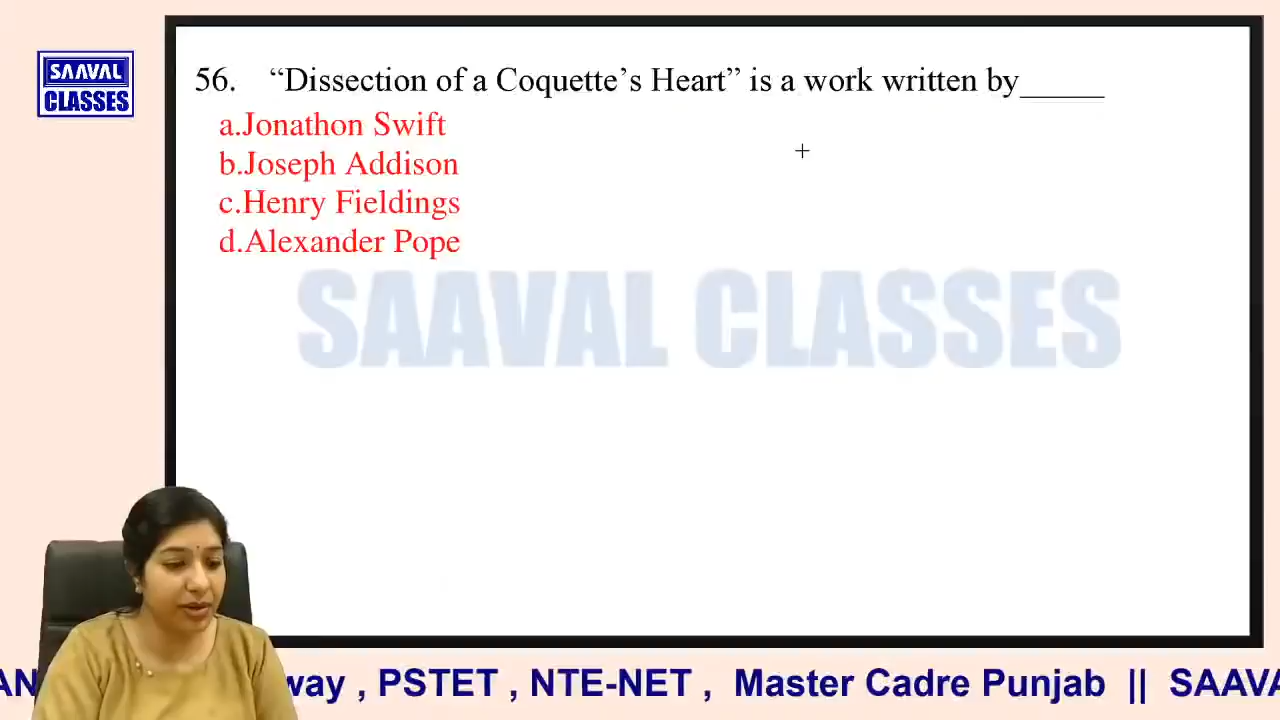 SAAVAL
CLASSES
56. “Dissection of a Coquette’s Heart” is a work written by_____
a.Jonathon Swift
b.Joseph Addison
c.Henry Fieldings
d.Alexander Pope
SAAVAL CLASSES
way , PSTET , NTE-NET , Master Cadre Punjab || SAAVA